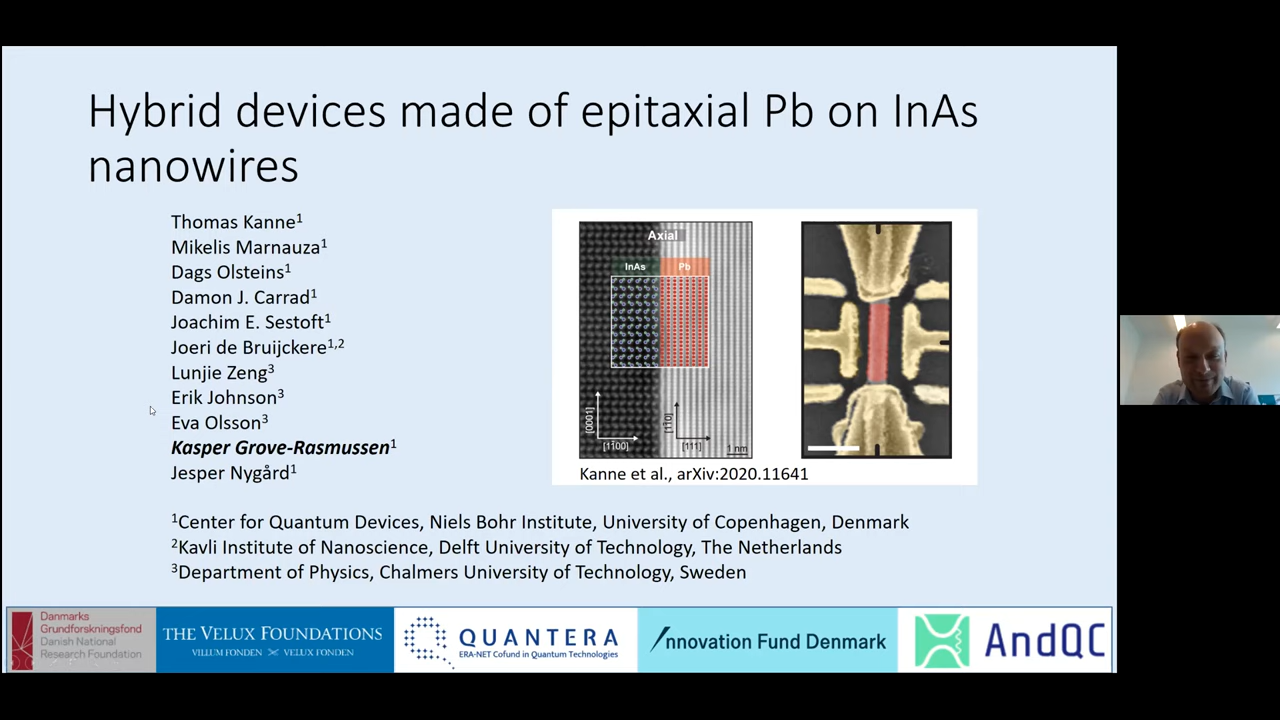 Hybrid devices made of epitaxial Pb on InAs
nanowires
Thomas Kanne¹
Mikelis Marnauza¹
Dags Olsteins¹
Damon J. Carrad¹
Joachim E. Sestoft¹
Joeri de Bruijckere¹,²
Lunjie Zeng³
Erik Johnson³
Eva Olsson³
Kasper Grove-Rasmussen¹
Jesper Nygård¹
Axial
InAs Pb
[0001]
[11̄00]
[11̄0]
[111]
1 nm
Kanne et al., arXiv:2020.11641
¹Center for Quantum Devices, Niels Bohr Institute, University of Copenhagen, Denmark
²Kavli Institute of Nanoscience, Delft University of Technology, The Netherlands
³Department of Physics, Chalmers University of Technology, Sweden
Danmarks
Grundforskningsfond
Danish National
Research Foundation
THE VELUX FOUNDATIONS
VILLUM FONDEN VELUX FONDEN
QUANTERA
ERA-NET Cofund in Quantum Technologies
Innovation Fund Denmark
AndQC